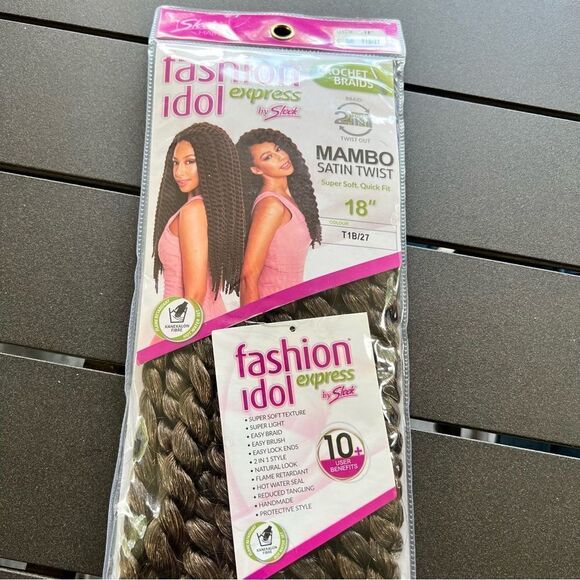 Sleek
HAIR
fashion
idol express
by Sleek
CROCHET
BRAIDS
BRAID
2in1
TWIST OUT
MAMBO
SATIN TWIST
Super Soft. Quick Fit
18"
COLOUR
T1B/27
KANEKALON
FIBRE
fashion
idol express
by Sleek
• SUPER SOFT TEXTURE
• SUPER LIGHT
• EASY BRAID
• EASY BRUSH
• EASY LOCK ENDS
• 2 IN 1 STYLE
• NATURAL LOOK
• FLAME RETARDANT
• HOT WATER SEAL
• REDUCED TANGLING
• HANDMADE
• PROTECTIVE STYLE
10+
USER
BENEFITS
KANEKALON
FIBRE